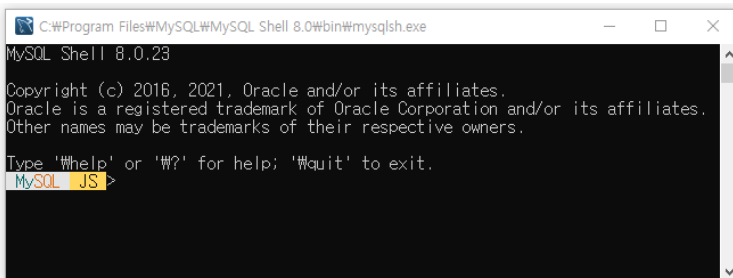 C:₩Program Files₩MySQL₩MySQL Shell 8.0₩bin₩mysqlsh.exe
MySQL Shell 8.0.23
Copyright (c) 2016, 2021, Oracle and/or its affiliates.
Oracle is a registered trademark of Oracle Corporation and/or its affiliates.
Other names may be trademarks of their respective owners.
Type '₩help' or '₩?' for help; '₩quit' to exit.
MySQL JS >